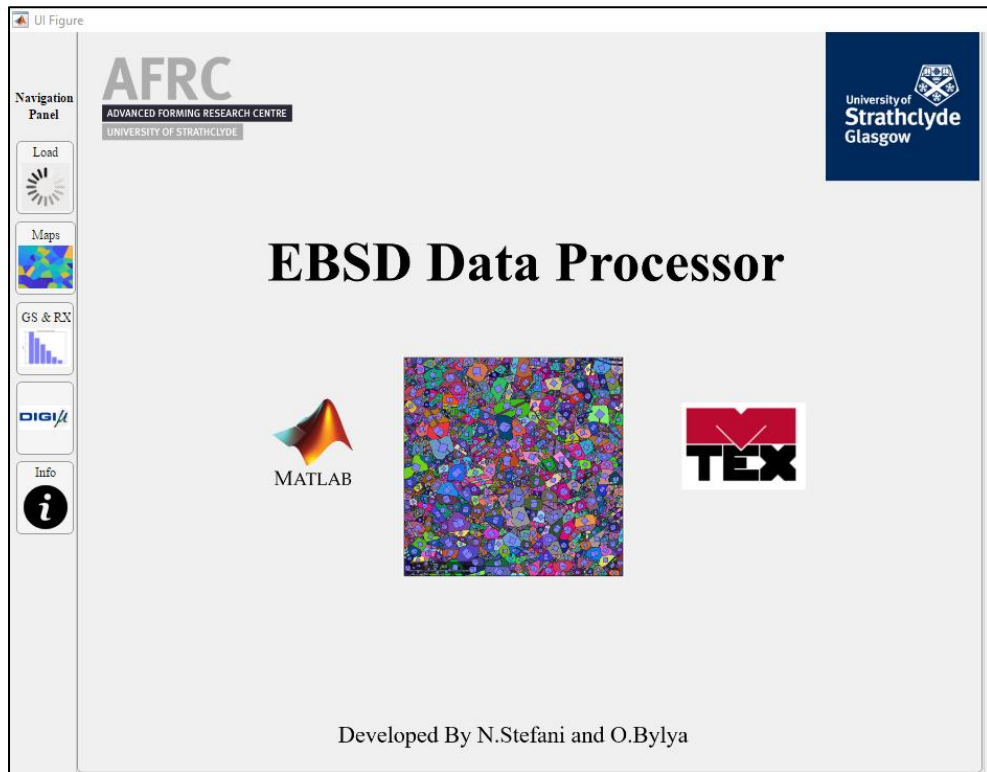 UI Figure
Navigation
Panel
Load
Maps
GS & RX
DIGIµ
Info
AFRC
ADVANCED FORMING RESEARCH CENTRE
UNIVERSITY OF STRATHCLYDE
University of
Strathclyde
Glasgow
EBSD Data Processor
MATLAB
MTEX
Developed By N.Stefani and O.Bylya